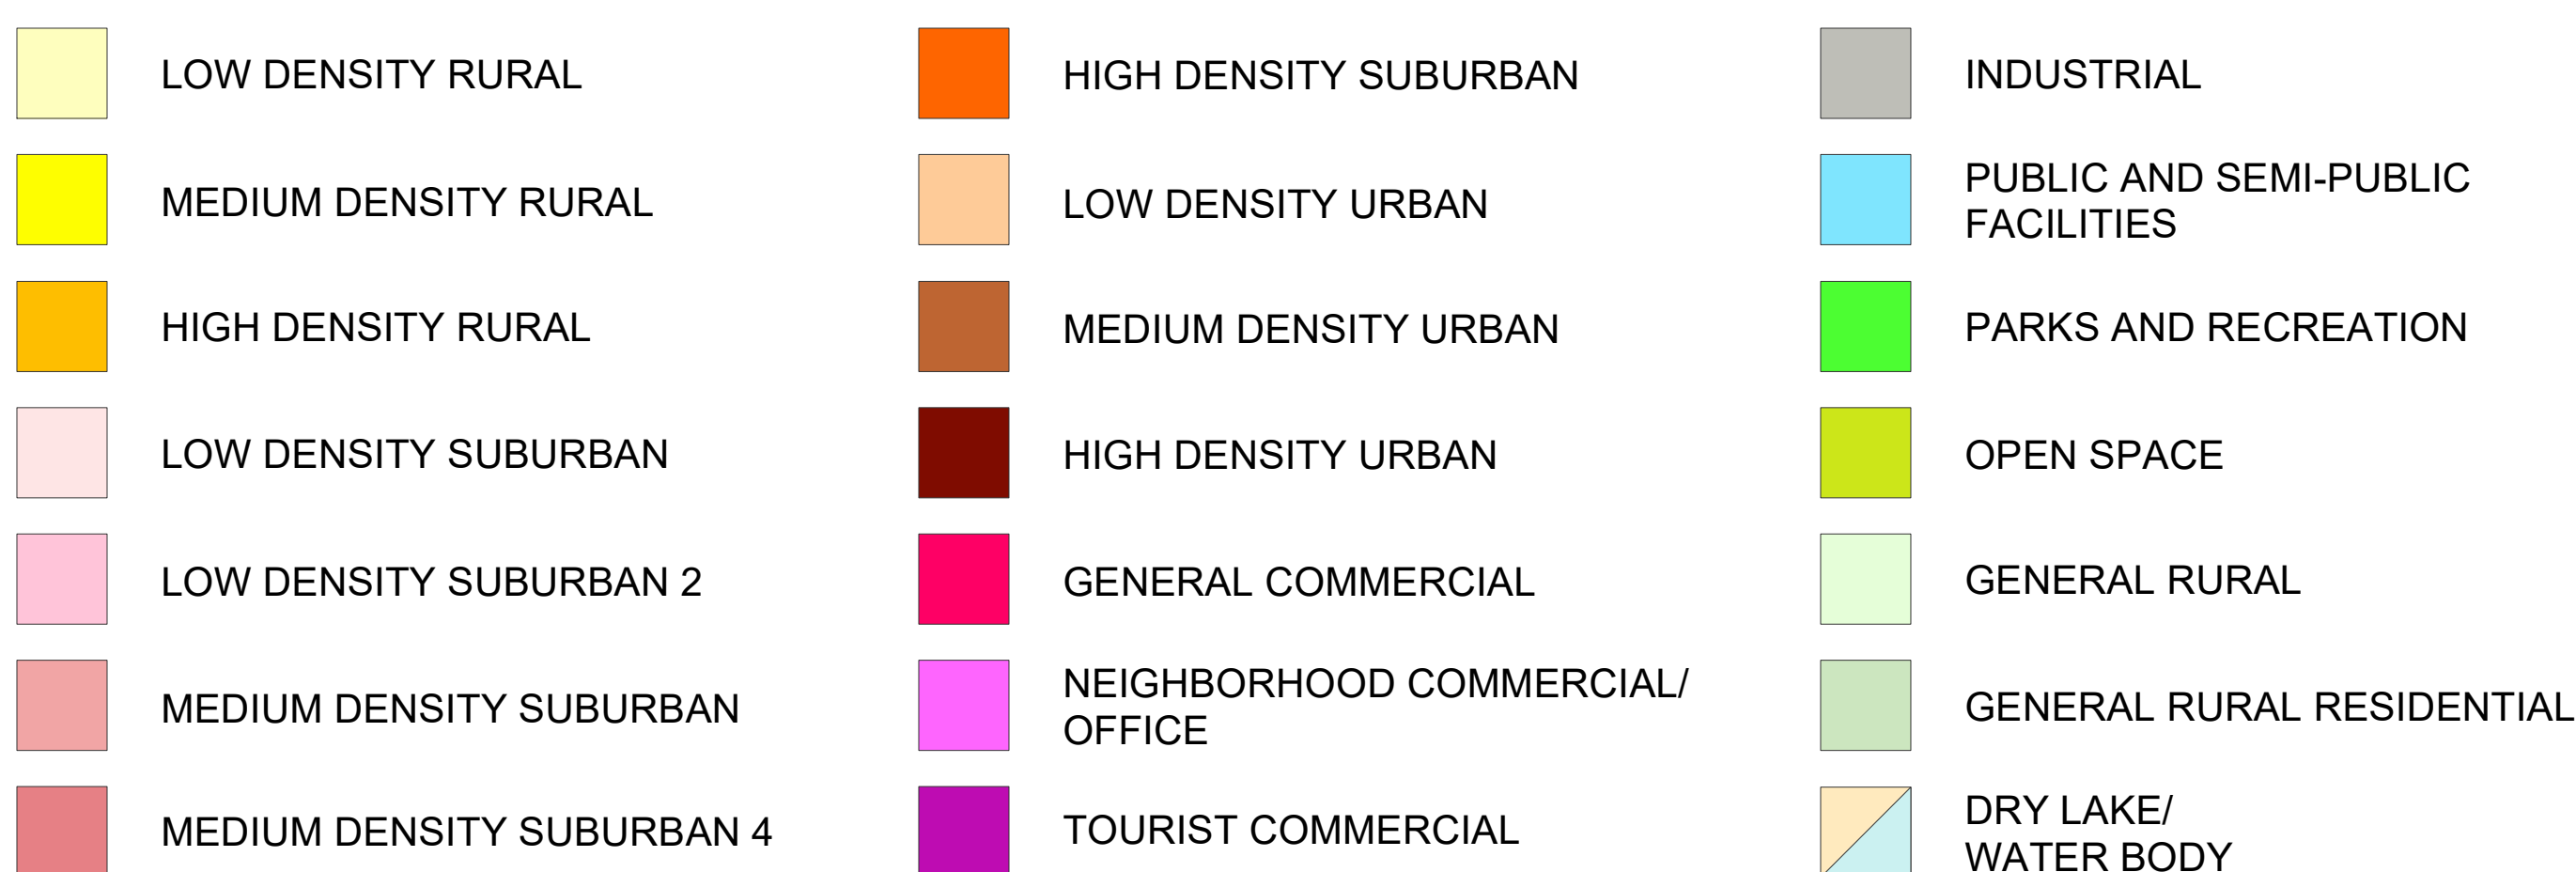 LOW DENSITY RURAL
MEDIUM DENSITY RURAL
HIGH DENSITY RURAL
LOW DENSITY SUBURBAN
LOW DENSITY SUBURBAN 2
MEDIUM DENSITY SUBURBAN
MEDIUM DENSITY SUBURBAN 4
HIGH DENSITY SUBURBAN
LOW DENSITY URBAN
MEDIUM DENSITY URBAN
HIGH DENSITY URBAN
GENERAL COMMERCIAL
NEIGHBORHOOD COMMERCIAL/
OFFICE
TOURIST COMMERCIAL
INDUSTRIAL
PUBLIC AND SEMI-PUBLIC
FACILITIES
PARKS AND RECREATION
OPEN SPACE
GENERAL RURAL
GENERAL RURAL RESIDENTIAL
DRY LAKE/
WATER BODY